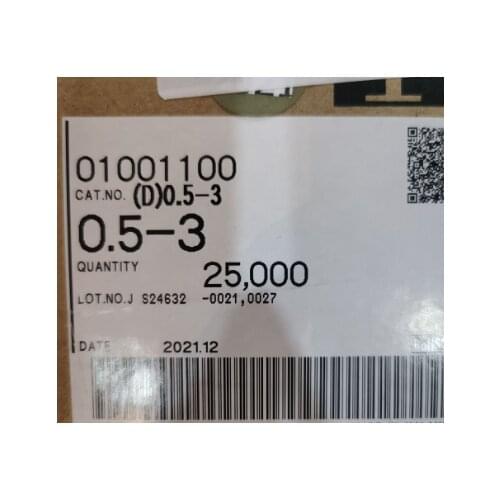 01001100
CAT.NO. (D)0.5-3
0.5-3
QUANTITY 25,000
LOT.NO.J S24632 -0021,0027
DATE 2021.12